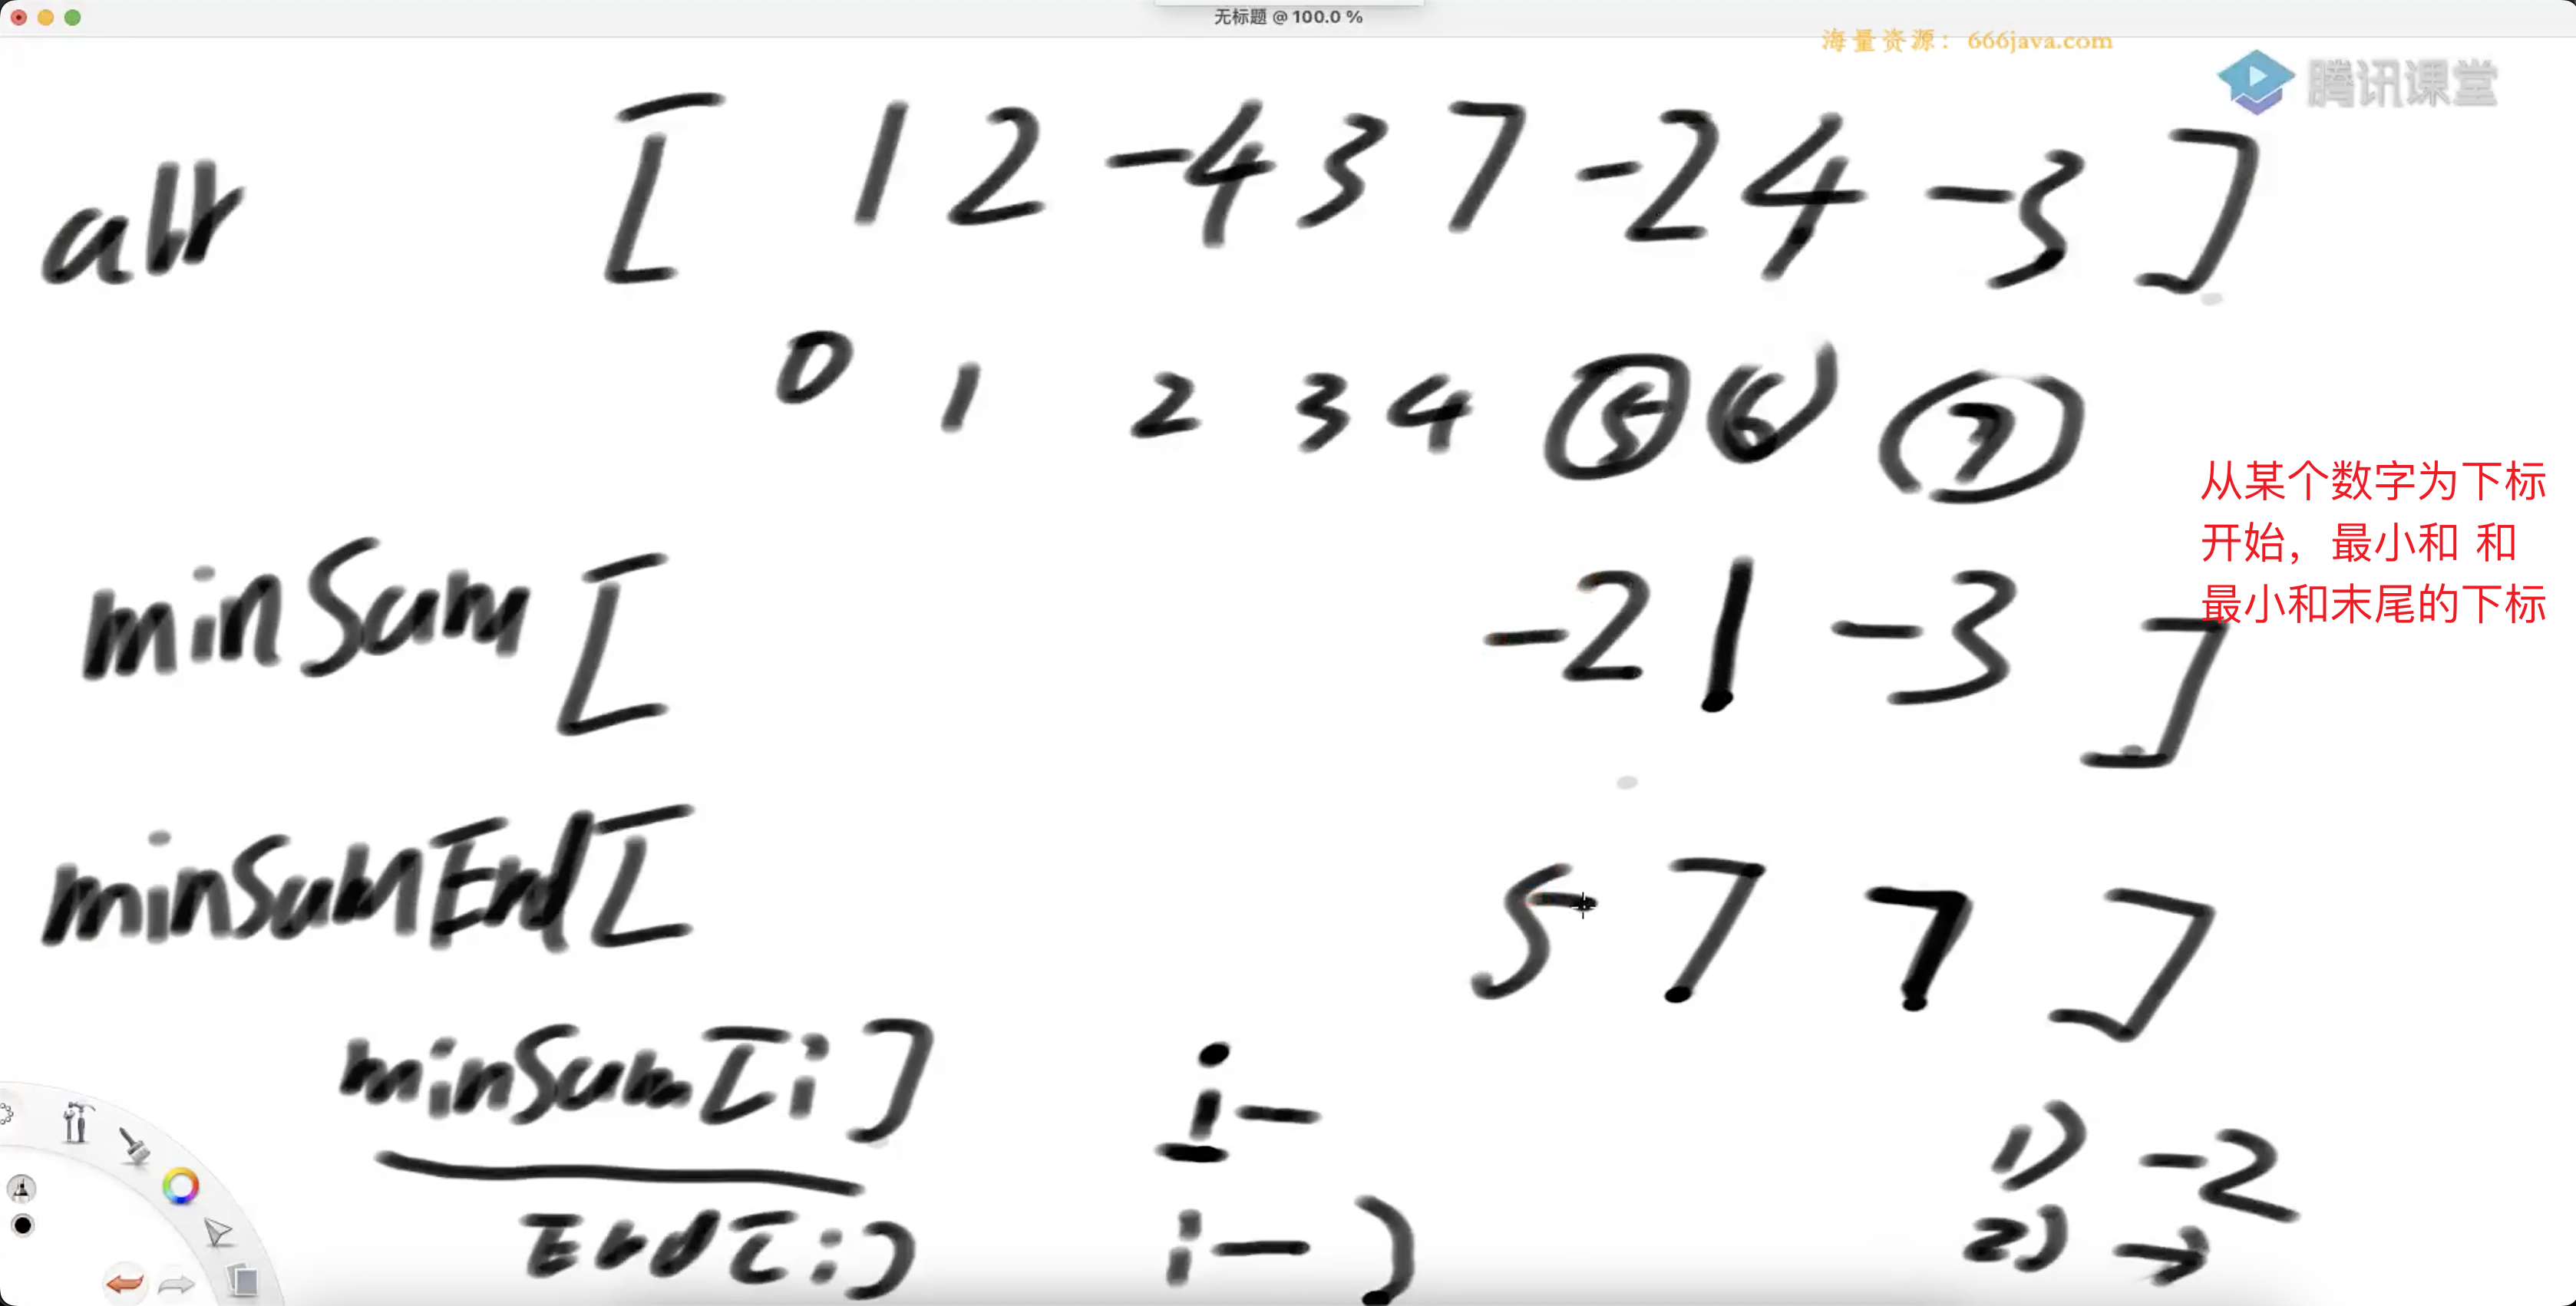 无标题 @ 100.0 %
海量资源：666java.com
腾讯课堂
arr [ 1 2 -4 3 7 -2 4 -3 ]
0 1 2 3 4 5 6 7
从某个数字为下标
开始，最小和 和
最小和末尾的下标
minSum [ -2 1 -3 ]
minSumEnd [ 5 7 7 ]
minSum[i] i-
1) -2
End[i] i-)
2) →